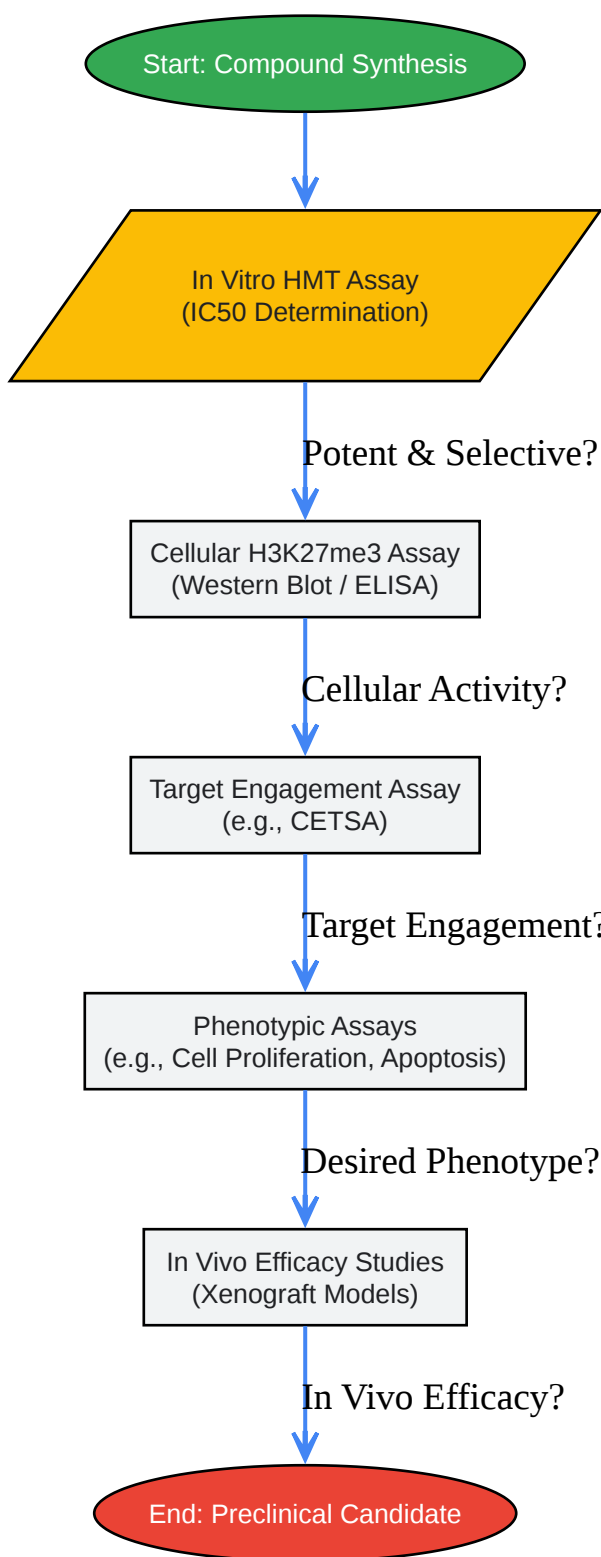 Start: Compound Synthesis
In Vitro HMT Assay
(IC50 Determination)
Potent & Selective?
Cellular H3K27me3 Assay
(Western Blot / ELISA)
Cellular Activity?
Target Engagement Assay
(e.g., CETSA)
Target Engagement?
Phenotypic Assays
(e.g., Cell Proliferation, Apoptosis)
Desired Phenotype?
In Vivo Efficacy Studies
(Xenograft Models)
In Vivo Efficacy?
End: Preclinical Candidate